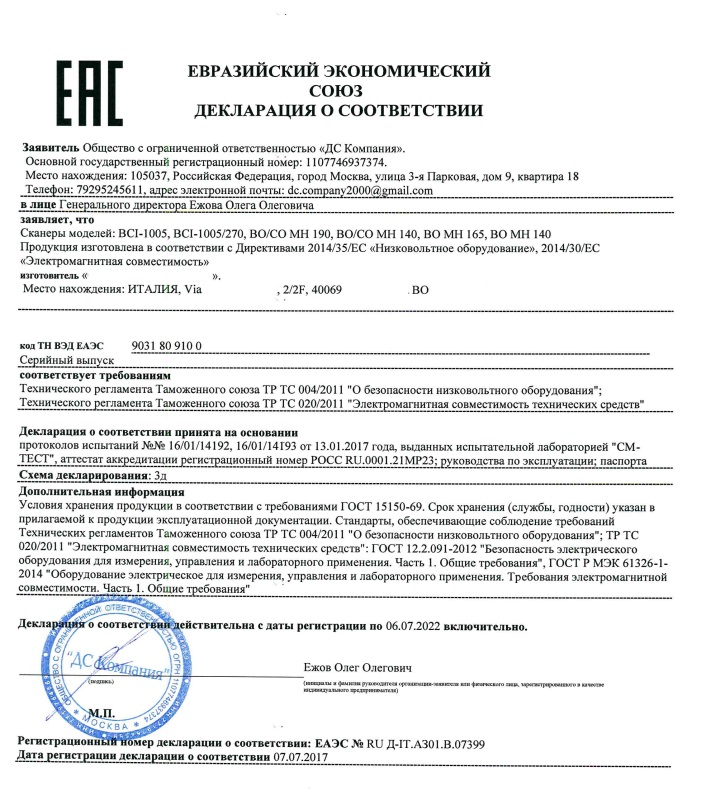 EAC
ЕВРАЗИЙСКИЙ ЭКОНОМИЧЕСКИЙ
СОЮЗ
ДЕКЛАРАЦИЯ О СООТВЕТСТВИИ
Заявитель Общество с ограниченной ответственностью «ДС Компания».
Основной государственный регистрационный номер: 1107746937374.
Место нахождения: 105037, Российская Федерация, город Москва, улица 3-я Парковая, дом 9, квартира 18
Телефон: 79295245611, адрес электронной почты: dc.company2000@gmail.com
в лице Генерального директора Ежова Олега Олеговича
заявляет, что
Сканеры моделей: BCI-1005, BCI-1005/270, BO/CO MH 190, BO/CO MH 140, BO MH 165, BO MH 140
Продукция изготовлена в соответствии с Директивами 2014/35/ЕС «Низковольтное оборудование», 2014/30/ЕС
«Электромагнитная совместимость»
изготовитель « ».
Место нахождения: ИТАЛИЯ, Via , 2/2F, 40069 BO
код ТН ВЭД ЕАЭС 9031 80 910 0
Серийный выпуск
соответствует требованиям
Технического регламента Таможенного союза ТР ТС 004/2011 "О безопасности низковольтного оборудования";
Технического регламента Таможенного союза ТР ТС 020/2011 "Электромагнитная совместимость технических средств"
Декларация о соответствии принята на основании
протоколов испытаний №№ 16/01/14192, 16/01/14193 от 13.01.2017 года, выданных испытательной лабораторией "СМ-
ТЕСТ", аттестат аккредитации регистрационный номер РОСС RU.0001.21МР23; руководства по эксплуатации; паспорта
Схема декларирования: 3д
Дополнительная информация
Условия хранения продукции в соответствии с требованиями ГОСТ 15150-69. Срок хранения (службы, годности) указан в
прилагаемой к продукции эксплуатационной документации. Стандарты, обеспечивающие соблюдение требований
Технических регламентов Таможенного союза ТР ТС 004/2011 "О безопасности низковольтного оборудования"; ТР ТС
020/2011 "Электромагнитная совместимость технических средств": ГОСТ 12.2.091-2012 "Безопасность электрического
оборудования для измерения, управления и лабораторного применения. Часть 1. Общие требования", ГОСТ Р МЭК 61326-1-
2014 "Оборудование электрическое для измерения, управления и лабораторного применения. Требования электромагнитной
совместимости. Часть 1. Общие требования"
Декларация о соответствии действительна с даты регистрации по 06.07.2022 включительно.
ОБЩЕСТВО С ОГРАНИЧЕННОЙ ОТВЕТСТВЕННОСТЬЮ ОГРН 1107746937374
"ДС Компания"
* МОСКВА *
Ежов Олег Олегович
(подпись)
(инициалы и фамилия руководителя организации-заявителя или физического лица, зарегистрированного в качестве
индивидуального предпринимателя)
М.П.
Регистрационный номер декларации о соответствии: ЕАЭС № RU Д-IT.АЗ01.В.07399
Дата регистрации декларации о соответствии 07.07.2017